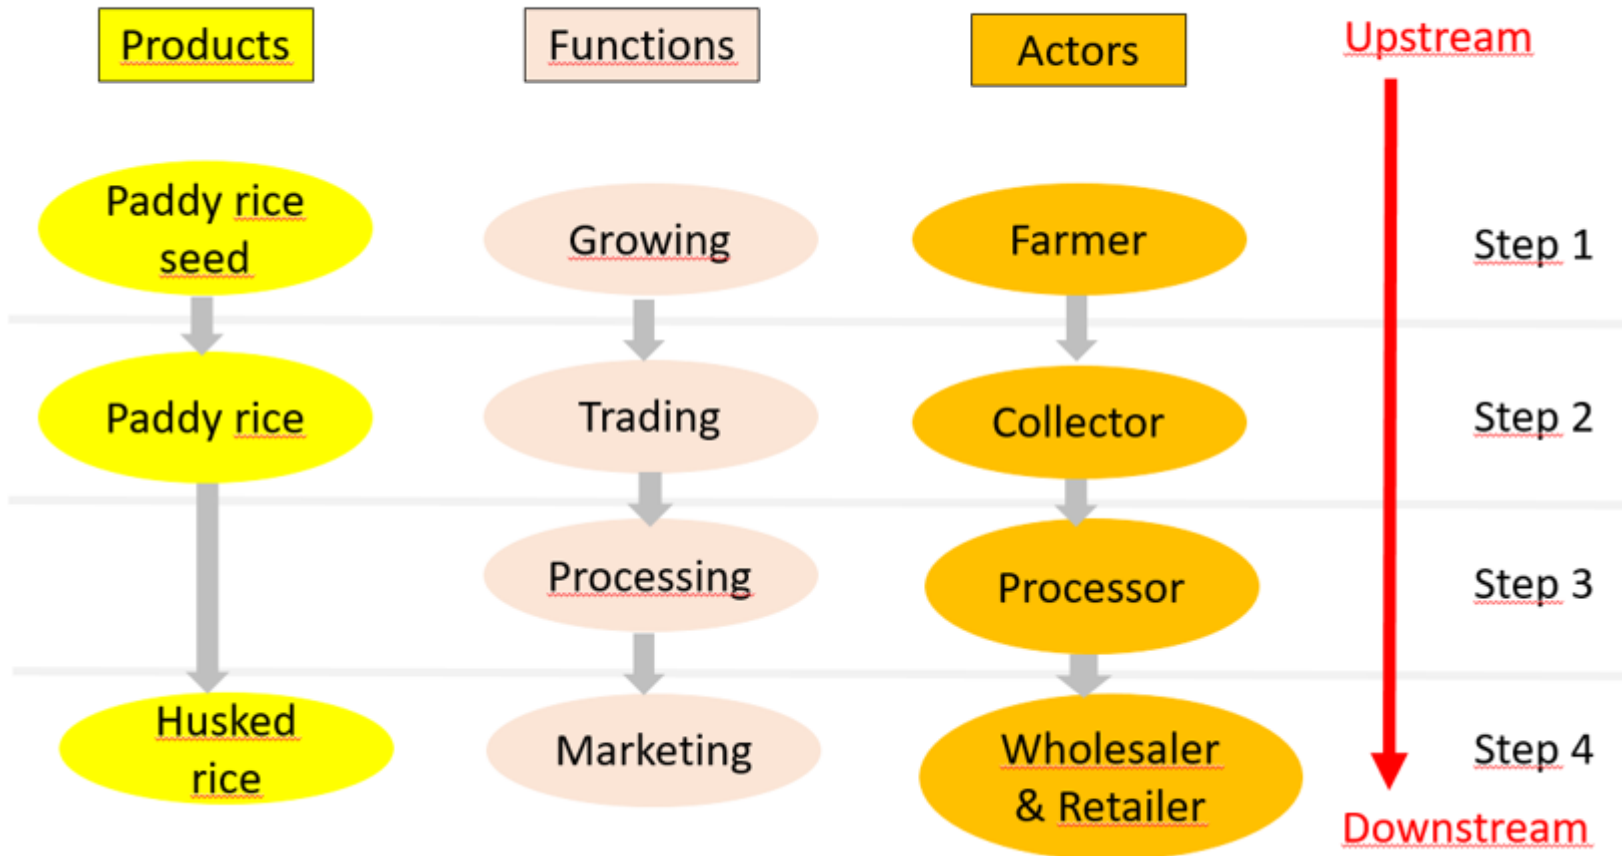 Products
Functions
Actors
Upstream
Paddy rice
seed
Growing
Farmer
Step 1
Paddy rice
Trading
Collector
Step 2
Processing
Processor
Step 3
Husked
rice
Marketing
Wholesaler
& Retailer
Step 4
Downstream